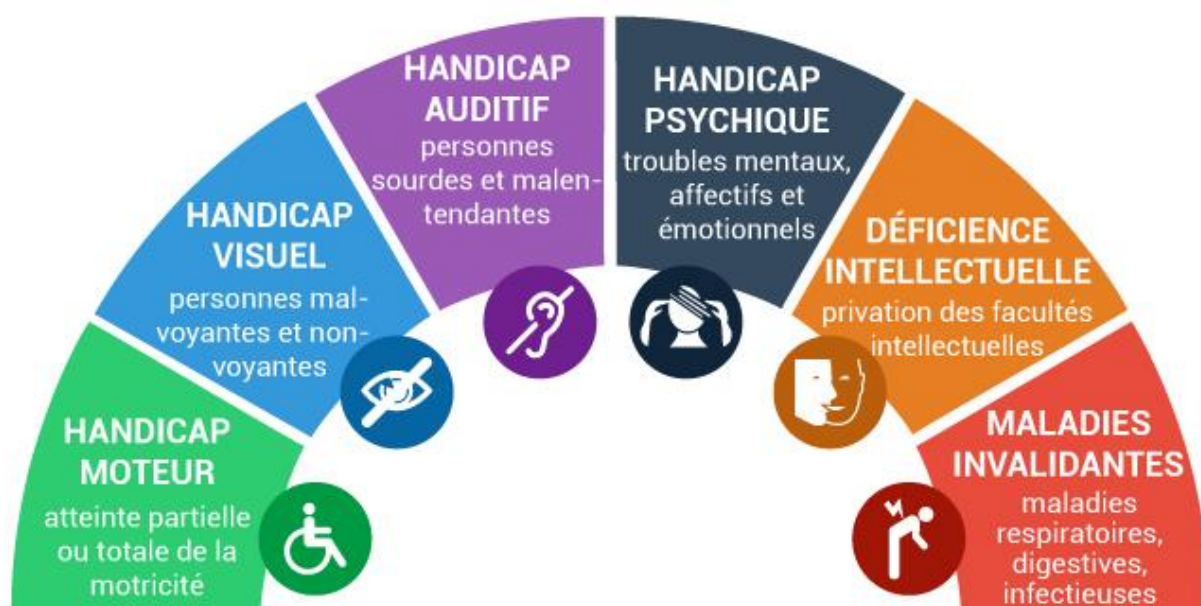 HANDICAP
MOTEUR
atteinte partielle
ou totale de la
motricité
HANDICAP
VISUEL
personnes mal-
voyantes et non-
voyantes
HANDICAP
AUDITIF
personnes
sourdes et malen-
tendantes
HANDICAP
PSYCHIQUE
troubles mentaux,
affectifs et
émotionnels
DÉFICIENCE
INTELLECTUELLE
privation des facultés
intellectuelles
MALADIES
INVALIDANTES
maladies
respiratoires,
digestives,
infectieuses